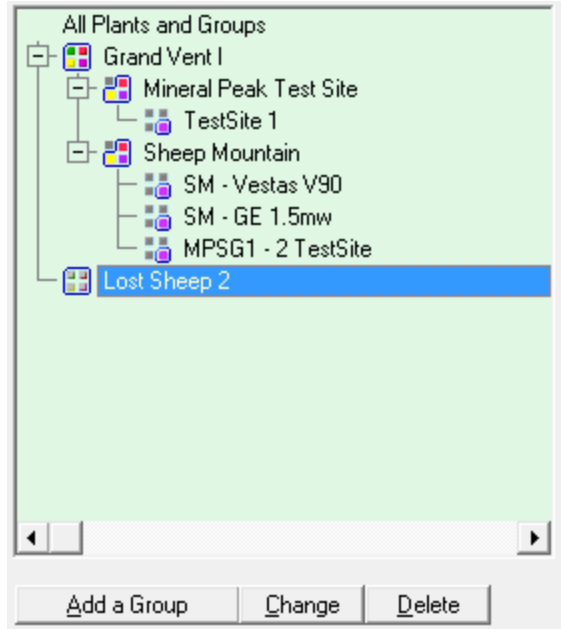 All Plants and Groups
Grand Vent I
Mineral Peak Test Site
TestSite 1
Sheep Mountain
SM - Vestas V90
SM - GE 1.5mw
MPSG1 - 2 TestSite
Lost Sheep 2
Add a Group Change Delete